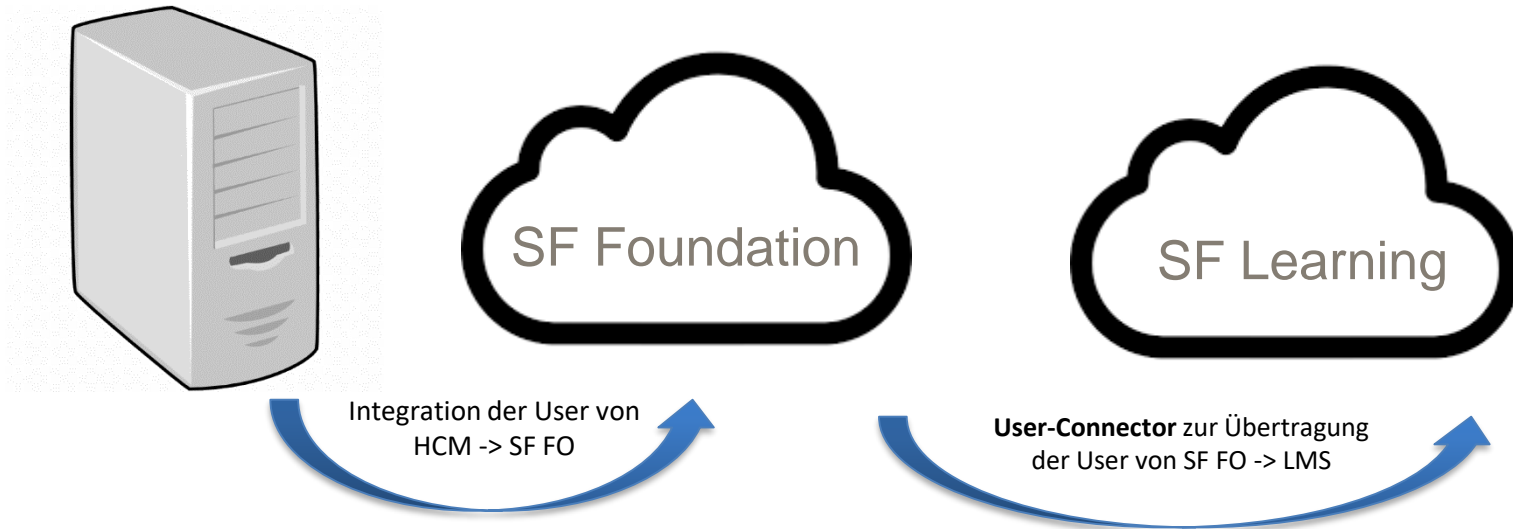 SF Foundation
SF Learning
Integration der User von
HCM -> SF FO
User-Connector zur Übertragung
der User von SF FO -> LMS